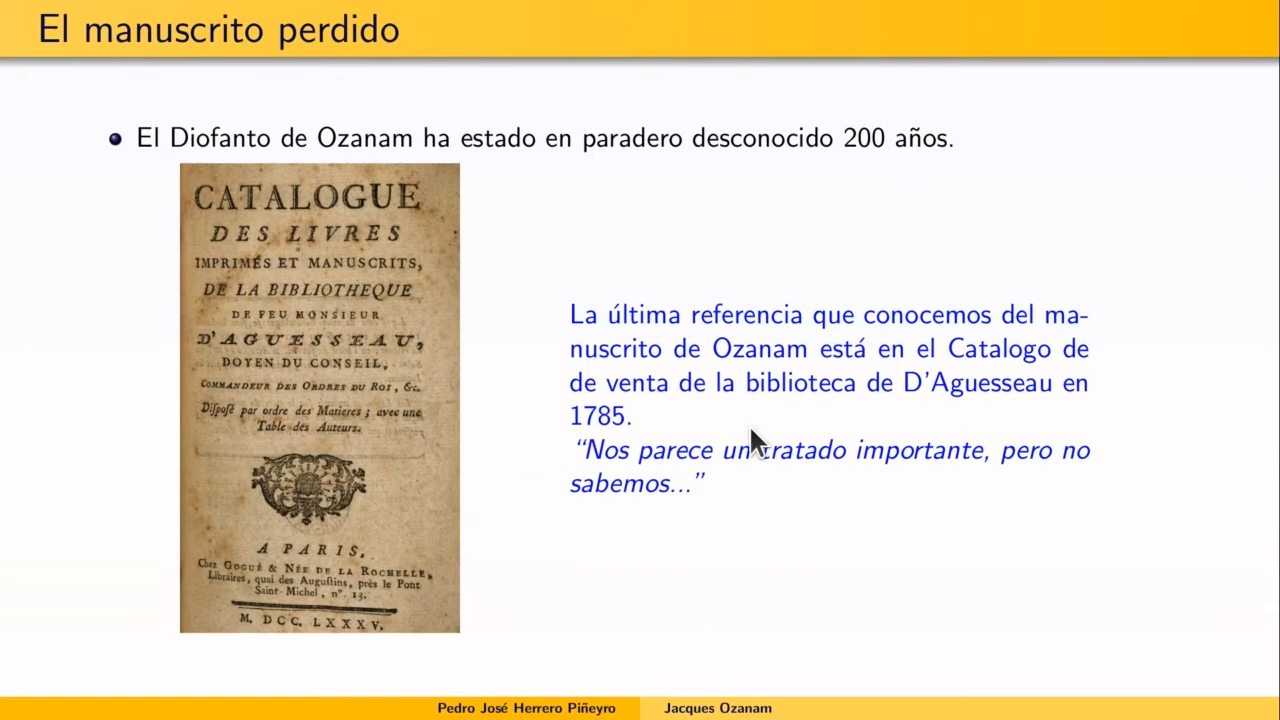 El manuscrito perdido
El Diofanto de Ozanam ha estado en paradero desconocido 200 años.
CATALOGUE
DES LIVRES
IMPRIMÉS ET MANUSCRITS,
DE LA BIBLIOTHEQUE
DE FEU MONSIEUR
D'AGUESSEAU,
DOYEN DU CONSEIL,
COMMANDEUR DES ORDRES DU ROI, &c.
Disposé par ordre des Matieres ; avec une
Table des Auteurs.
A PARIS,
Chez GOGUÉ & NÉE DE LA ROCHELLE,
Libraires, quai des Augustins, près le Pont
Saint-Michel, nº. 13.
M. DCC. LXXXV.
La última referencia que conocemos del ma-
nuscrito de Ozanam está en el Catalogo de
de venta de la biblioteca de D'Aguesseau en
1785.
“Nos parece un tratado importante, pero no
sabemos...”
Pedro José Herrero Piñeyro
Jacques Ozanam